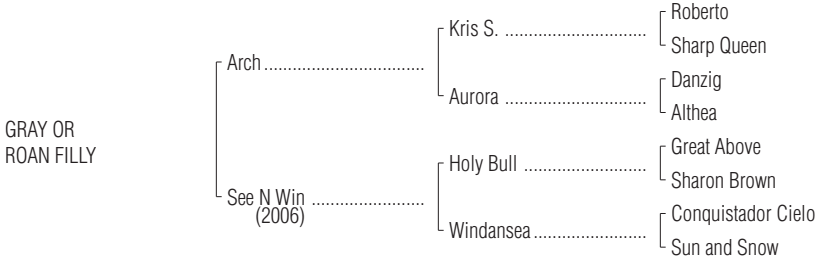 Roberto
Kris S. ................................
Sharp Queen
Arch ....................................
Danzig
Aurora ................................
Althea
GRAY OR
ROAN FILLY
Great Above
Holy Bull ...........................
Sharon Brown
See N Win .........................
(2006)
Conquistador Cielo
Windansea .........................
Sun and Snow